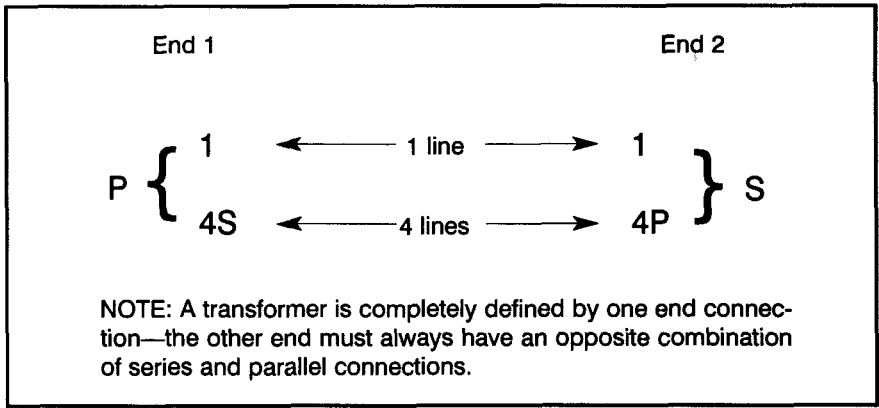 End 1 End 2
1 1 line 1
P { } S
4S 4 lines 4P
NOTE: A transformer is completely defined by one end connec-
tion—the other end must always have an opposite combination
of series and parallel connections.